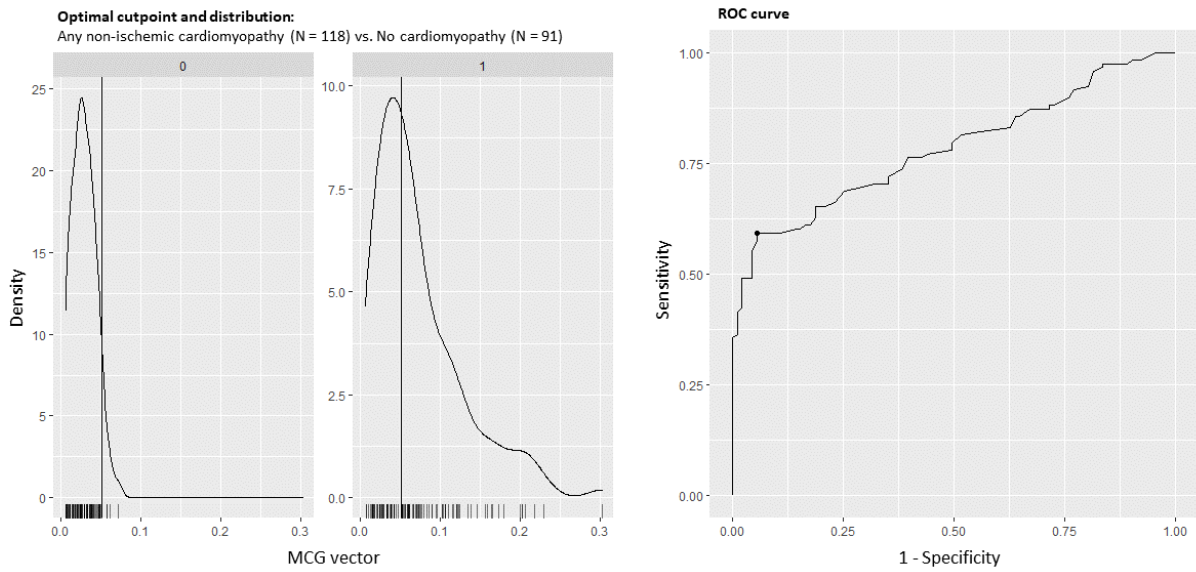 Optimal cutpoint and distribution:
Any non-ischemic cardiomyopathy (N = 118) vs. No cardiomyopathy (N = 91)
0
1
25
20
15
10
5
0
Density
10.0
7.5
5.0
2.5
0.0
0.0 0.1 0.2 0.3
0.0 0.1 0.2 0.3
MCG vector
ROC curve
1.00
0.75
0.50
0.25
0.00
Sensitivity
0.00 0.25 0.50 0.75 1.00
1 - Specificity